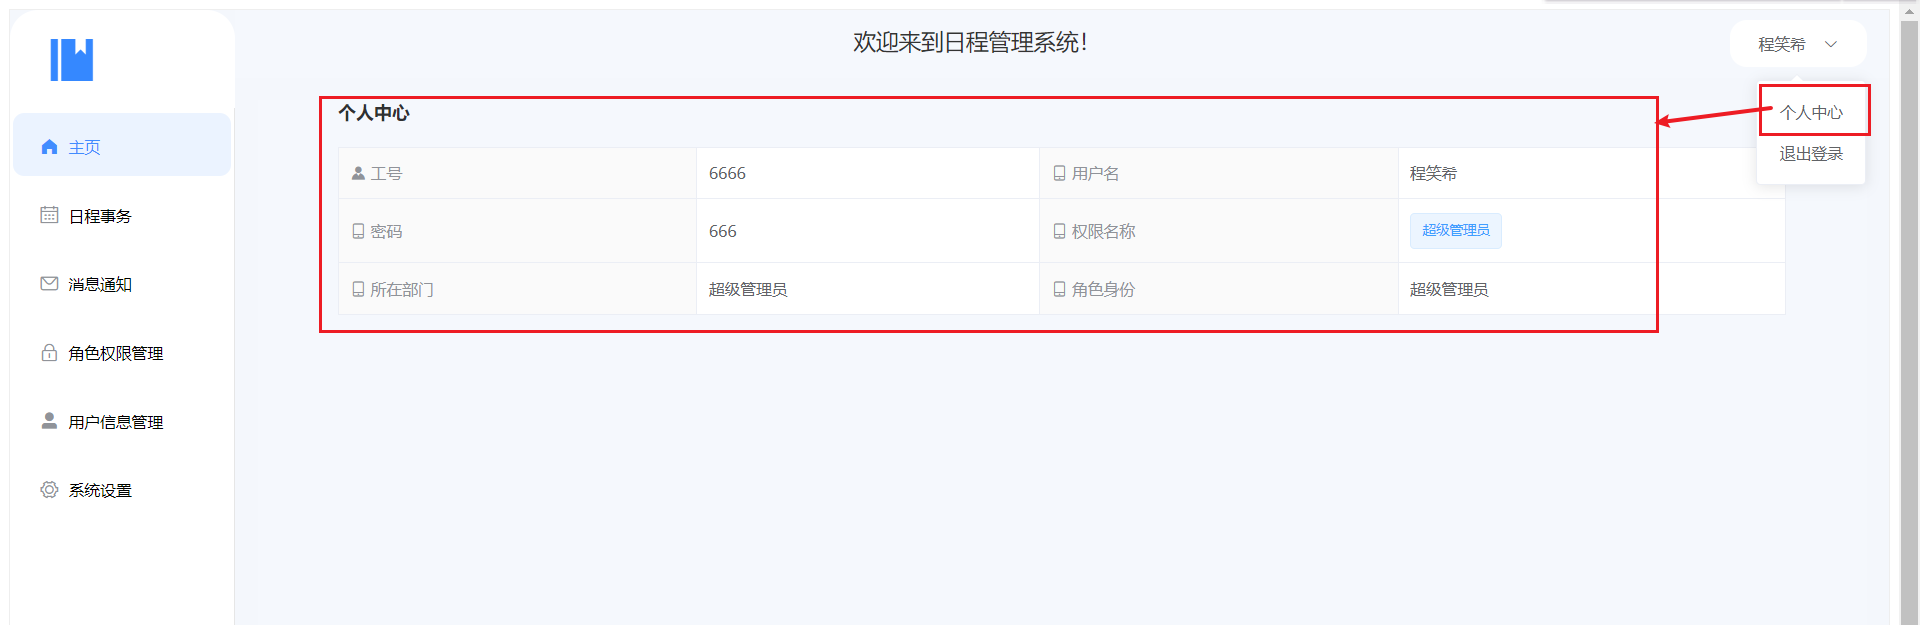 欢迎来到日程管理系统！
程笑希
个人中心
退出登录
主页
日程事务
消息通知
角色权限管理
用户信息管理
系统设置
个人中心
工号 6666 用户名 程笑希
密码 666 权限名称 超级管理员
所在部门 超级管理员 角色身份 超级管理员